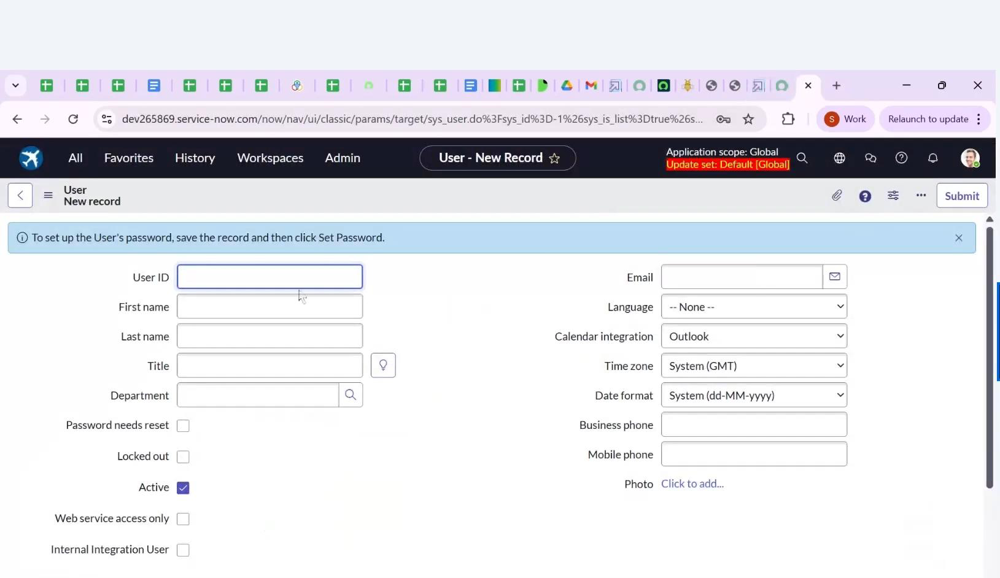 dev265869.service-now.com/now/nav/ui/classic/params/target/sys_user.do%3Fsys_id%3D-1%26sys_is_list%3Dtrue%26s...
S Work
Relaunch to update
All Favorites History Workspaces Admin
User - New Record
Application scope: Global
Update set: Default [Global]
User
New record
Submit
To set up the User's password, save the record and then click Set Password.
User ID
First name
Last name
Title
Department
Password needs reset
Locked out
Active
Web service access only
Internal Integration User
Email
Language -- None --
Calendar integration Outlook
Time zone System (GMT)
Date format System (dd-MM-yyyy)
Business phone
Mobile phone
Photo Click to add...